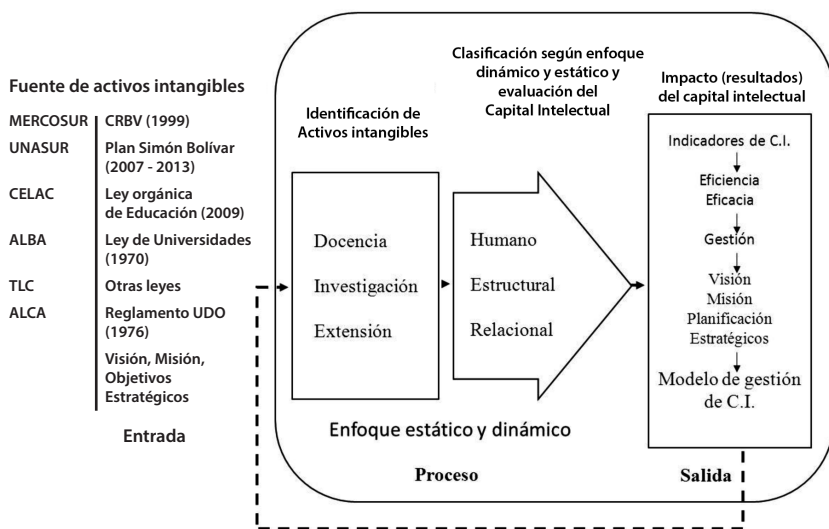 Fuente de activos intangibles
MERCOSUR CRBV (1999)
UNASUR Plan Simón Bolívar
(2007 - 2013)
CELAC Ley orgánica
de Educación (2009)
ALBA Ley de Universidades
(1970)
TLC Otras leyes
ALCA Reglamento UDO
(1976)
Visión, Misión,
Objetivos
Estratégicos
Entrada
Identificación de
Activos intangibles
Docencia
Investigación
Extensión
Clasificación según enfoque
dinámico y estático y
evaluación del
Capital Intelectual
Humano
Estructural
Relacional
Enfoque estático y dinámico
Proceso
Impacto (resultados)
del capital intelectual
Indicadores de C.I.
Eficiencia
Eficacia
Gestión
Visión
Misión
Planificación
Estratégicos
Modelo de gestión
de C.I.
Salida